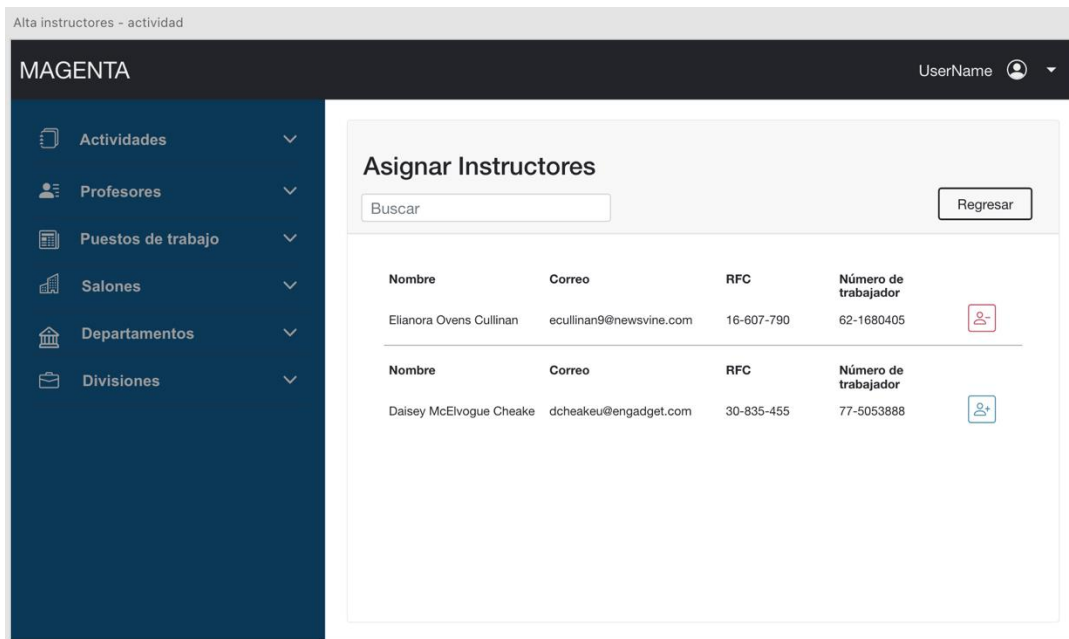 Alta instructores - actividad
MAGENTA
UserName
Actividades
Profesores
Puestos de trabajo
Salones
Departamentos
Divisiones
Asignar Instructores
Buscar
Regresar
Nombre Correo RFC Número de
trabajador
Elianora Ovens Cullinan ecullinan9@newsvine.com 16-607-790 62-1680405
Nombre Correo RFC Número de
trabajador
Daisey McElvogue Cheake dcheakeu@engadget.com 30-835-455 77-5053888